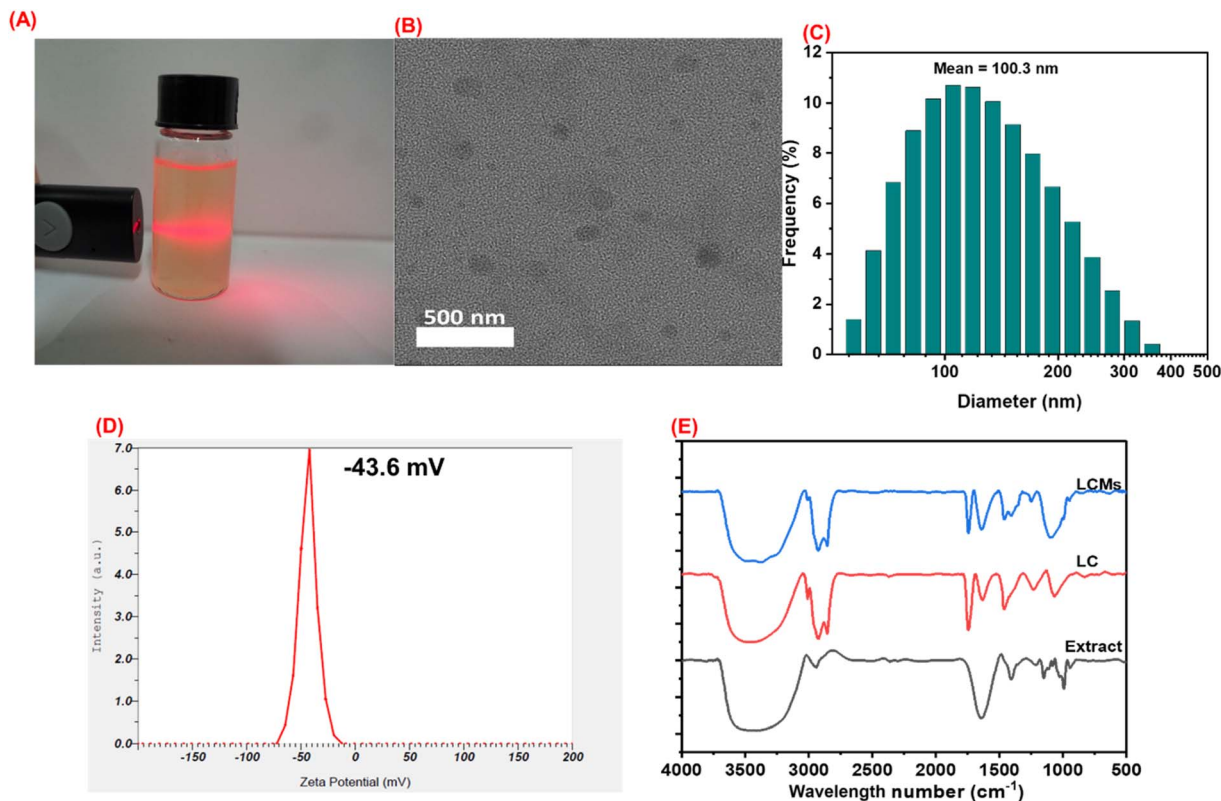 (A)
(B)
500 nm
(C)
Mean = 100.3 nm
Frequency (%)
12
10
8
6
4
2
0
100
200
300
400
500
Diameter (nm)
(D)
-43.6 mV
Intensity (a.u.)
7.0
6.0
5.0
4.0
3.0
2.0
1.0
0.0
-150
-100
-50
0
50
100
150
200
Zeta Potential (mV)
(E)
LCMs
LC
Extract
4000 3500 3000 2500 2000 1500 1000 500
Wavelength number (cm⁻¹)